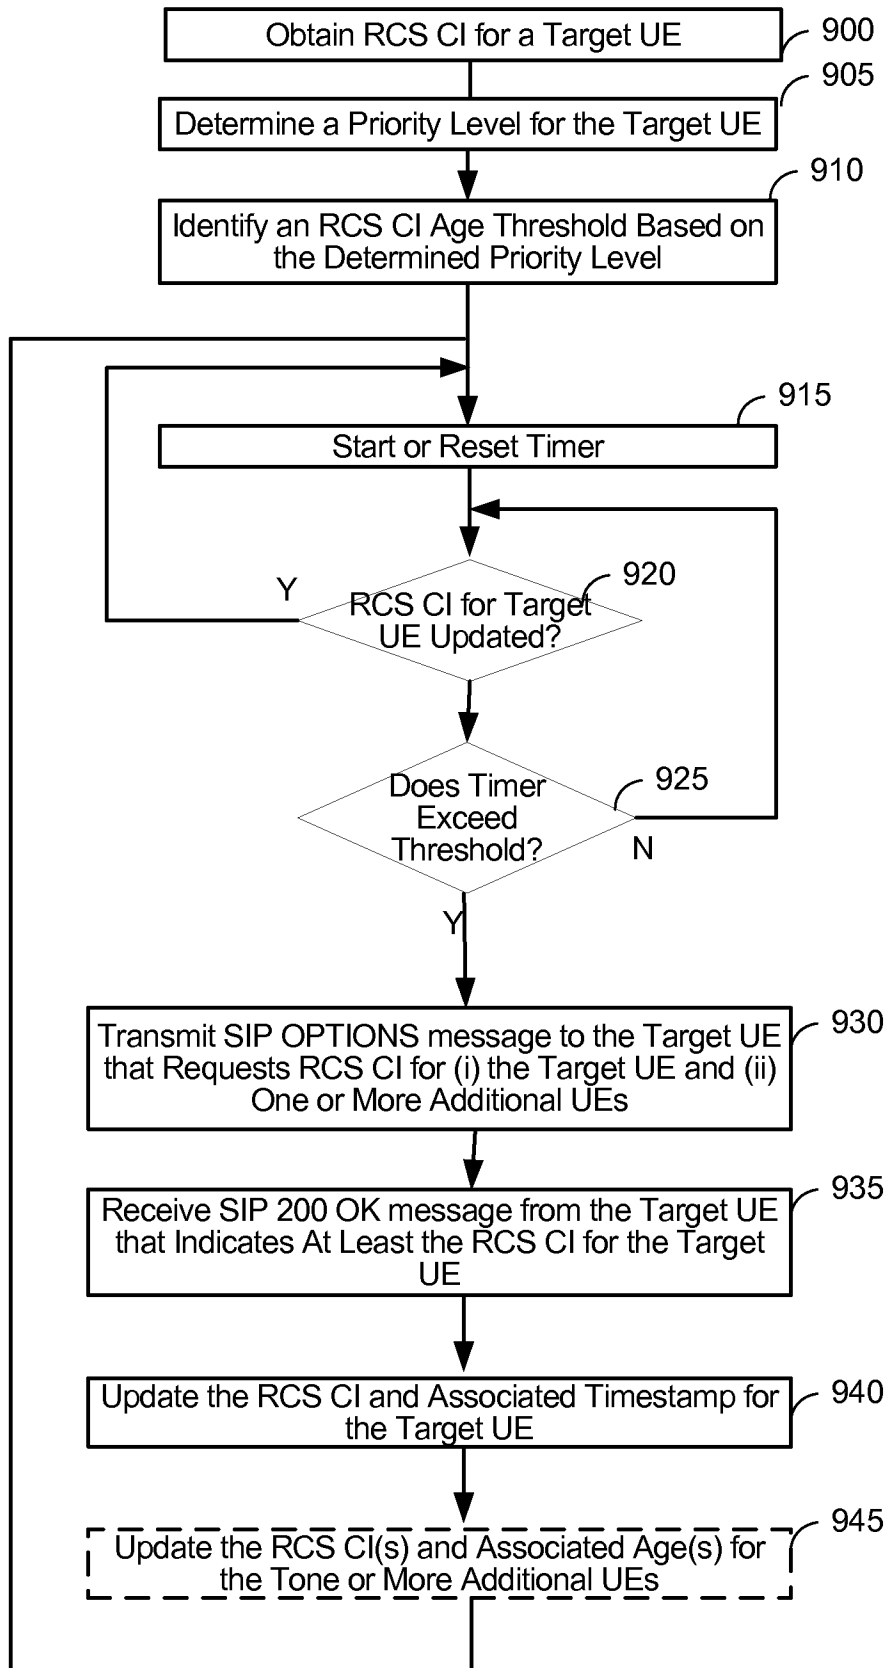 Obtain RCS CI for a Target UE
900
905
Determine a Priority Level for the Target UE
910
Identify an RCS CI Age Threshold Based on
the Determined Priority Level
915
Start or Reset Timer
920
Y
RCS CI for Target
UE Updated?
925
Does Timer
Exceed
Threshold?
N
Y
930
Transmit SIP OPTIONS message to the Target UE
that Requests RCS CI for (i) the Target UE and (ii)
One or More Additional UEs
935
Receive SIP 200 OK message from the Target UE
that Indicates At Least the RCS CI for the Target
UE
940
Update the RCS CI and Associated Timestamp for
the Target UE
945
Update the RCS CI(s) and Associated Age(s) for
the Tone or More Additional UEs